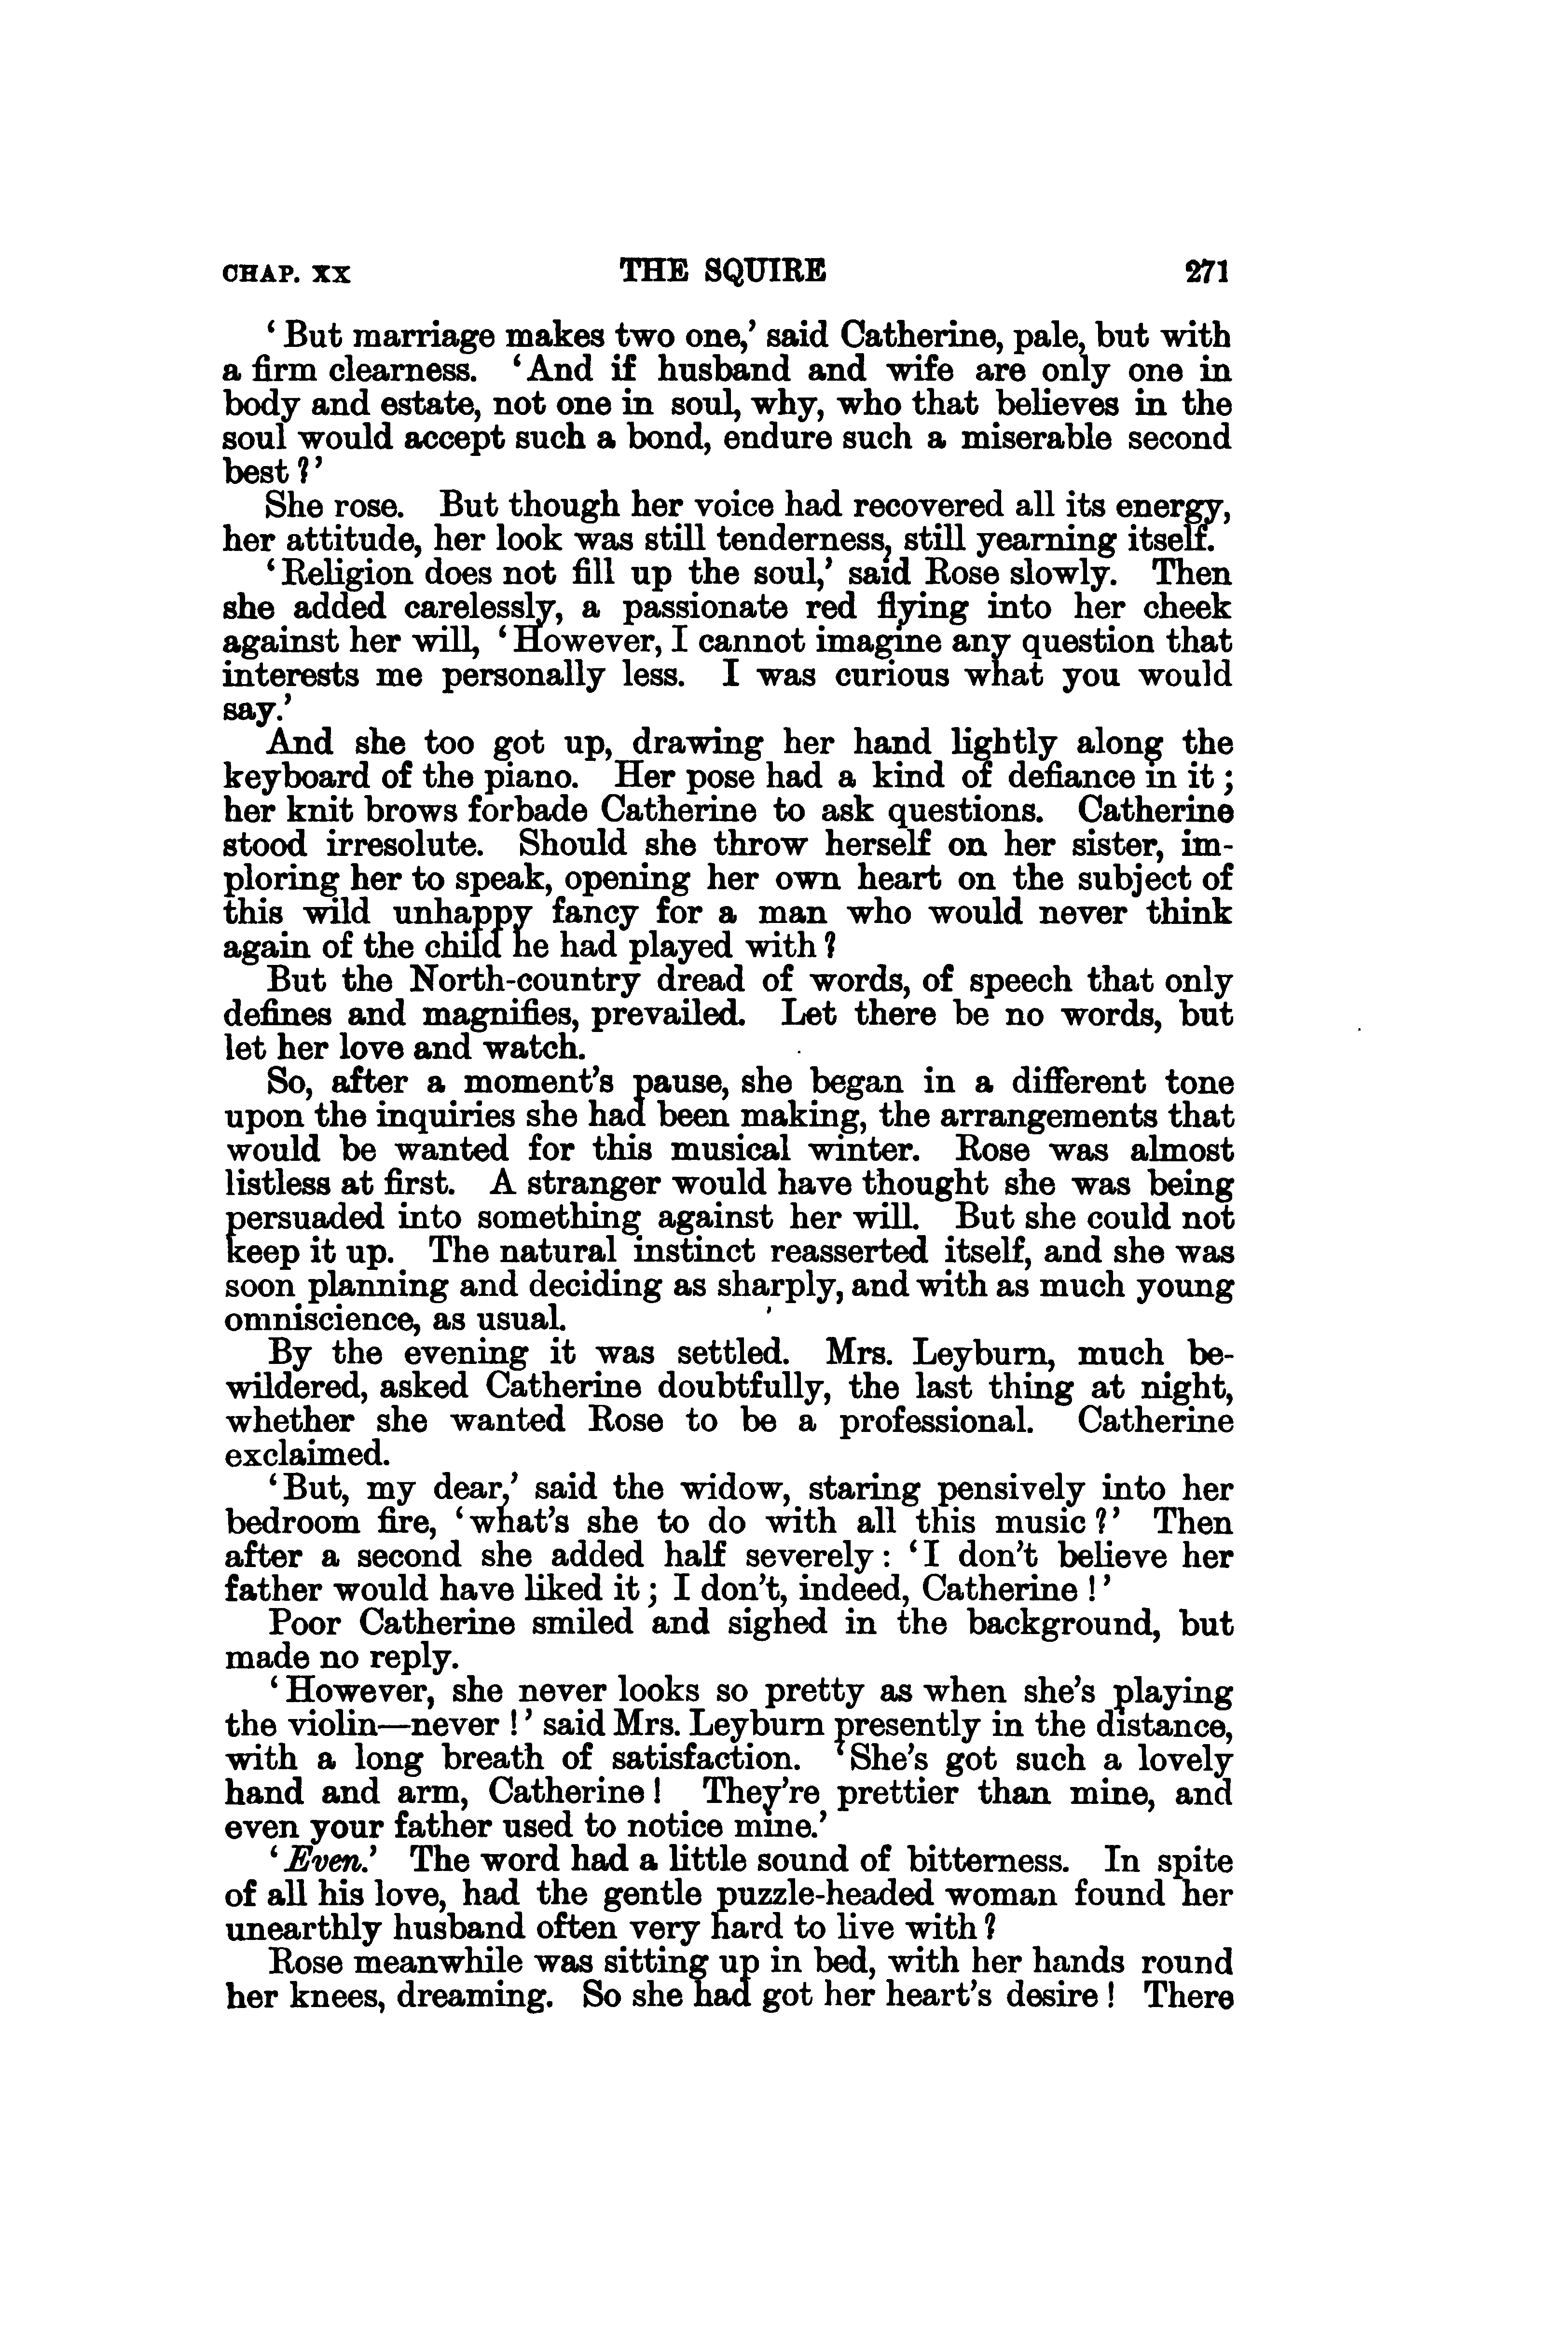 CHAP. XX THE SQUIRE 271
‘But marriage makes two one,’ said Catherine, pale, but with
a firm clearness. ‘And if husband and wife are only one in
body and estate, not one in soul, why, who that believes in the
soul would accept such a bond, endure such a miserable second
best?’
She rose. But though her voice had recovered all its energy,
her attitude, her look was still tenderness, still yearning itself.
‘Religion does not fill up the soul,’ said Rose slowly. Then
she added carelessly, a passionate red flying into her cheek
against her will, ‘However, I cannot imagine any question that
interests me personally less. I was curious what you would
say.’
And she too got up, drawing her hand lightly along the
keyboard of the piano. Her pose had a kind of defiance in it;
her knit brows forbade Catherine to ask questions. Catherine
stood irresolute. Should she throw herself on her sister, im-
ploring her to speak, opening her own heart on the subject of
this wild unhappy fancy for a man who would never think
again of the child he had played with?
But the North-country dread of words, of speech that only
defines and magnifies, prevailed. Let there be no words, but
let her love and watch.
So, after a moment’s pause, she began in a different tone
upon the inquiries she had been making, the arrangements that
would be wanted for this musical winter. Rose was almost
listless at first. A stranger would have thought she was being
persuaded into something against her will. But she could not
keep it up. The natural instinct reasserted itself, and she was
soon planning and deciding as sharply, and with as much young
omniscience, as usual.
By the evening it was settled. Mrs. Leyburn, much be-
wildered, asked Catherine doubtfully, the last thing at night,
whether she wanted Rose to be a professional. Catherine
exclaimed.
‘But, my dear,’ said the widow, staring pensively into her
bedroom fire, ‘what’s she to do with all this music?’ Then
after a second she added half severely: ‘I don’t believe her
father would have liked it; I don’t, indeed, Catherine!’
Poor Catherine smiled and sighed in the background, but
made no reply.
‘However, she never looks so pretty as when she’s playing
the violin—never!’ said Mrs. Leyburn presently in the distance,
with a long breath of satisfaction. ‘She’s got such a lovely
hand and arm, Catherine! They’re prettier than mine, and
even your father used to notice mine.’
‘Even.’ The word had a little sound of bitterness. In spite
of all his love, had the gentle puzzle-headed woman found her
unearthly husband often very hard to live with?
Rose meanwhile was sitting up in bed, with her hands round
her knees, dreaming. So she had got her heart’s desire! There